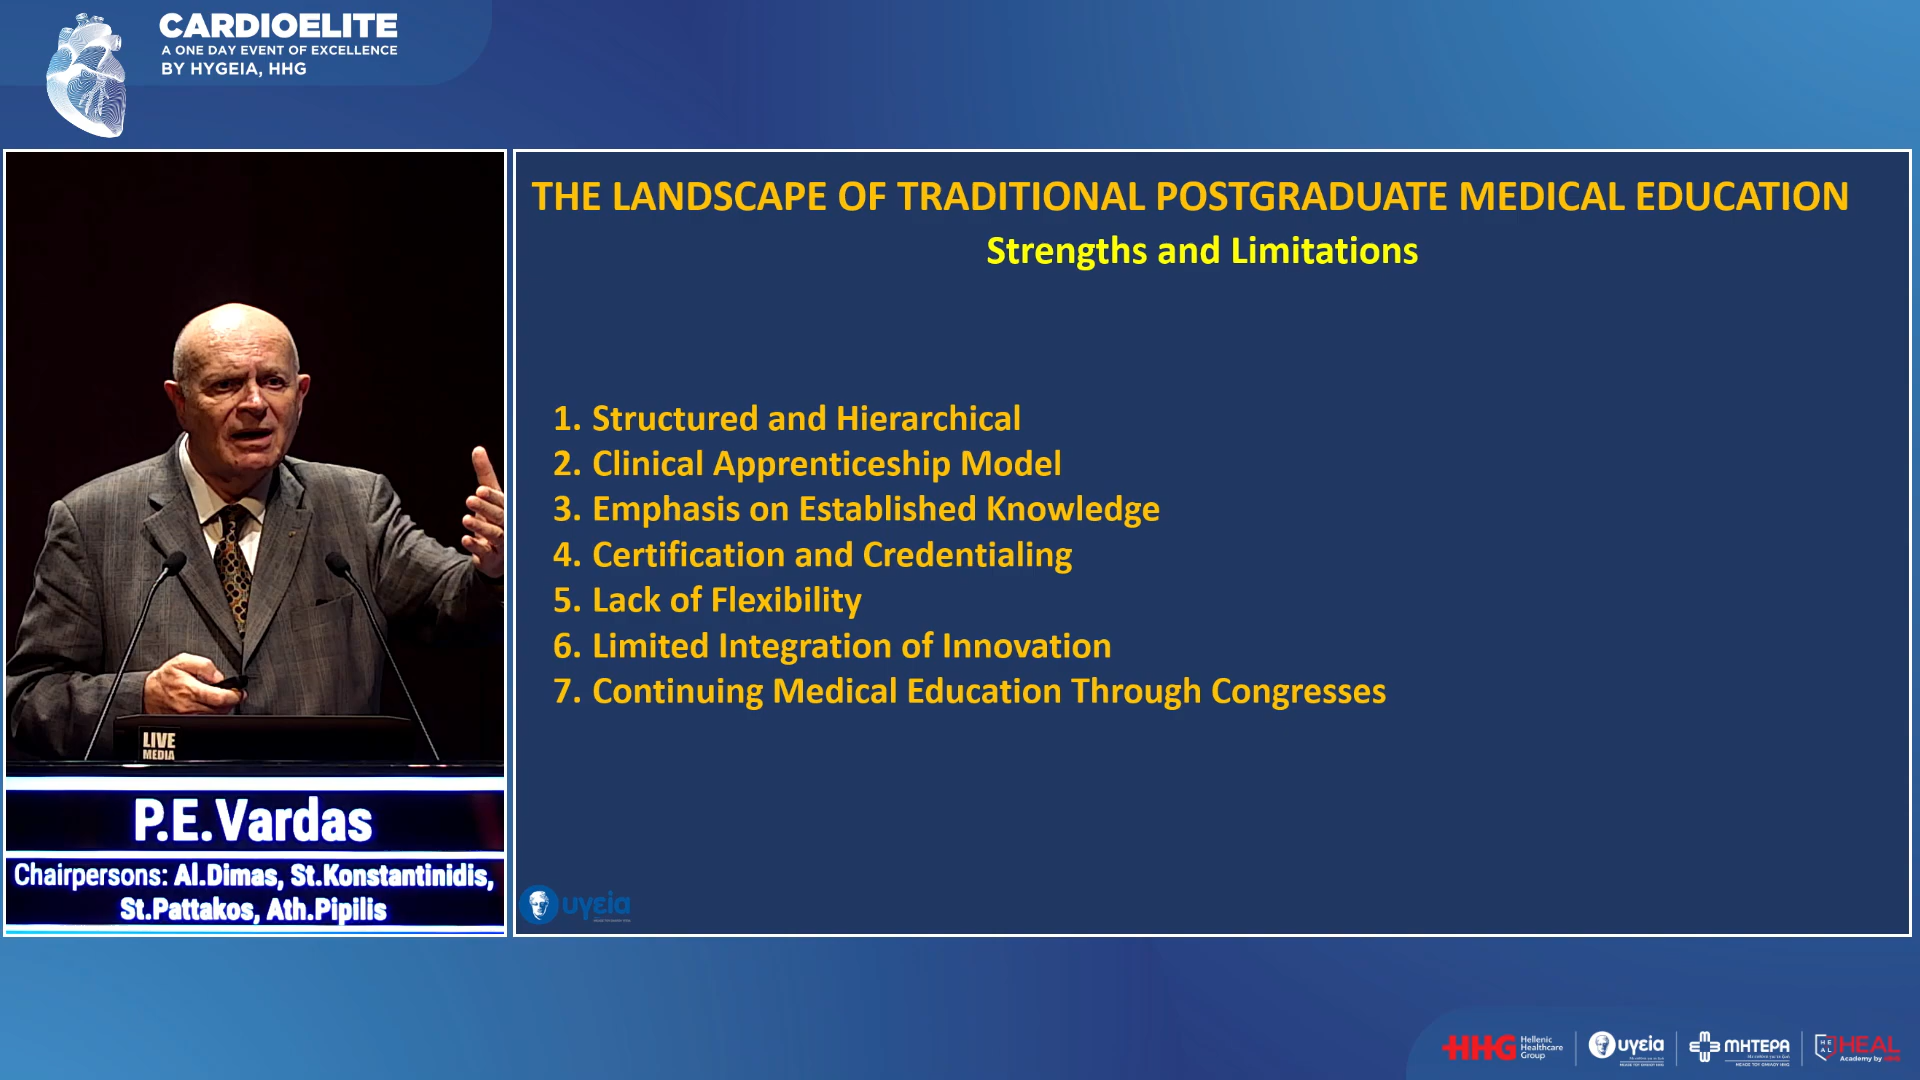 CARDIOELITE
A ONE DAY EVENT OF EXCELLENCE
BY HYGEIA, HHG
THE LANDSCAPE OF TRADITIONAL POSTGRADUATE MEDICAL EDUCATION
Strengths and Limitations
1. Structured and Hierarchical
2. Clinical Apprenticeship Model
3. Emphasis on Established Knowledge
4. Certification and Credentialing
5. Lack of Flexibility
6. Limited Integration of Innovation
7. Continuing Medical Education Through Congresses
LIVE
MEDIA
P.E.Vardas
Chairpersons: Al.Dimas, St.Konstantinidis,
St.Pattakos, Ath.Pipilis
υγεία
HHG Hellenic
Healthcare
Group
υγεία
ΜΗΤΕΡΑ
HEAL
HEAL
Academy by